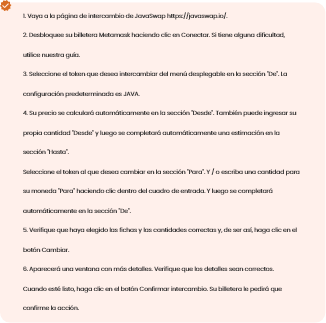 1. Vaya a la página de intercambio de JavaSwap https://javaswap.io/.
2. Desbloquee su billetera Metamask haciendo clic en Conectar. Si tiene alguna dificultad,
utilice nuestra guía.
3. Seleccione el token que desea intercambiar del menú desplegable en la sección "De". La
configuración predeterminada es JAVA.
4. Su precio se calculará automáticamente en la sección "Desde". También puede ingresar su
propia cantidad "Desde" y luego se completará automáticamente una estimación en la
sección "Hasta".
Seleccione el token al que desea cambiar en la sección "Para". Y / o escriba una cantidad para
su moneda "Para" haciendo clic dentro del cuadro de entrada. Y luego se completará
automáticamente en la sección "De".
5. Verifique que haya elegido las fichas y las cantidades correctas y, de ser así, haga clic en el
botón Cambiar.
6. Aparecerá una ventana con más detalles. Verifique que los detalles sean correctos.
Cuando esté listo, haga clic en el botón Confirmar intercambio. Su billetera le pedirá que
confirme la acción.